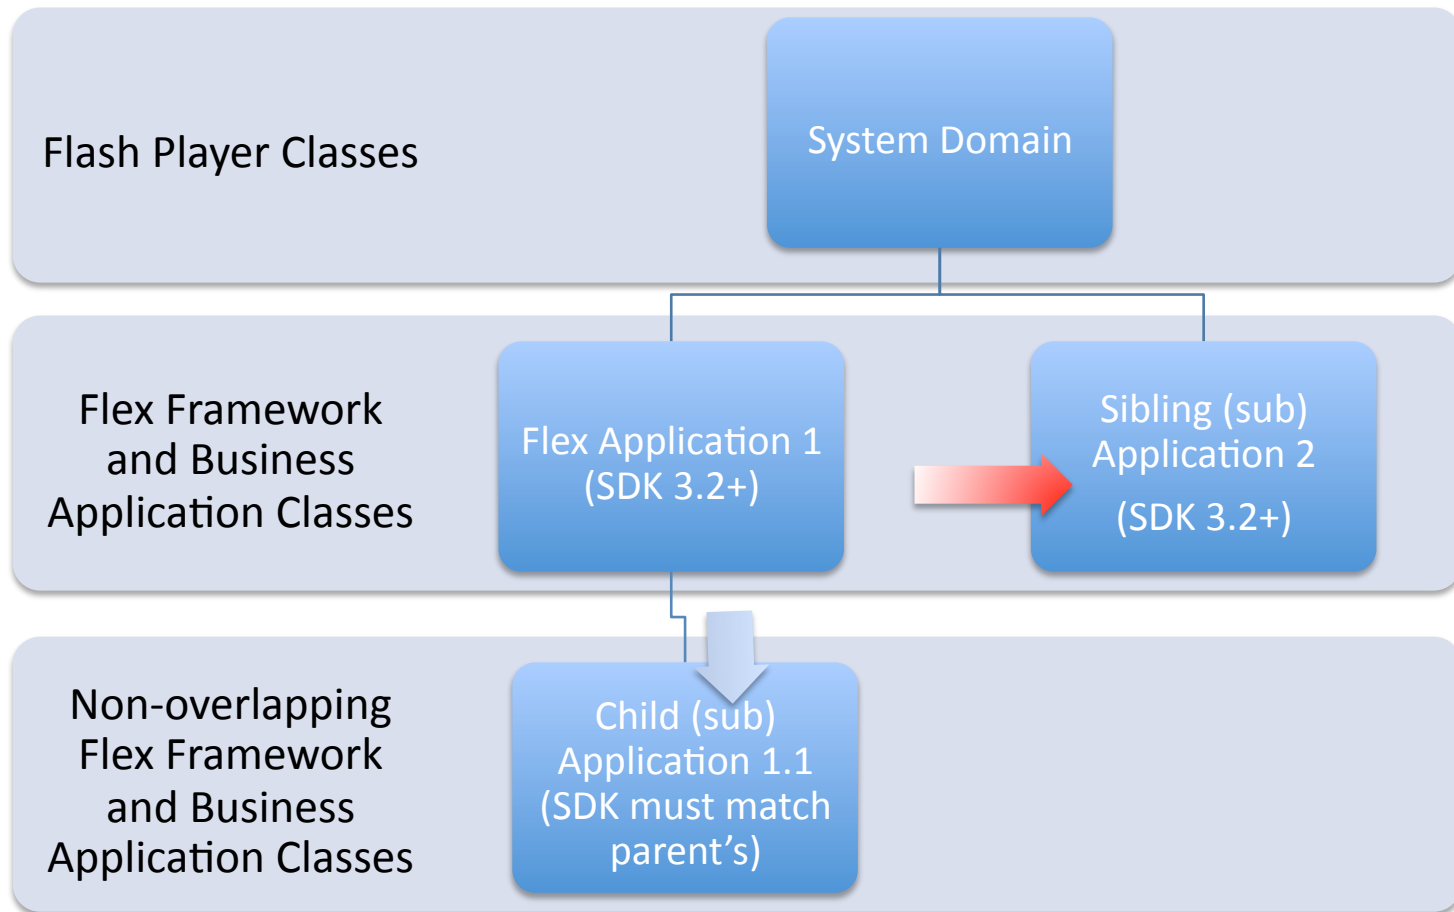 Flash Player Classes
System Domain
Flex Framework
and Business
Application Classes
Flex Application 1
(SDK 3.2+)
Sibling (sub)
Application 2
(SDK 3.2+)
Non-overlapping
Flex Framework
and Business
Application Classes
Child (sub)
Application 1.1
(SDK must match
parent’s)